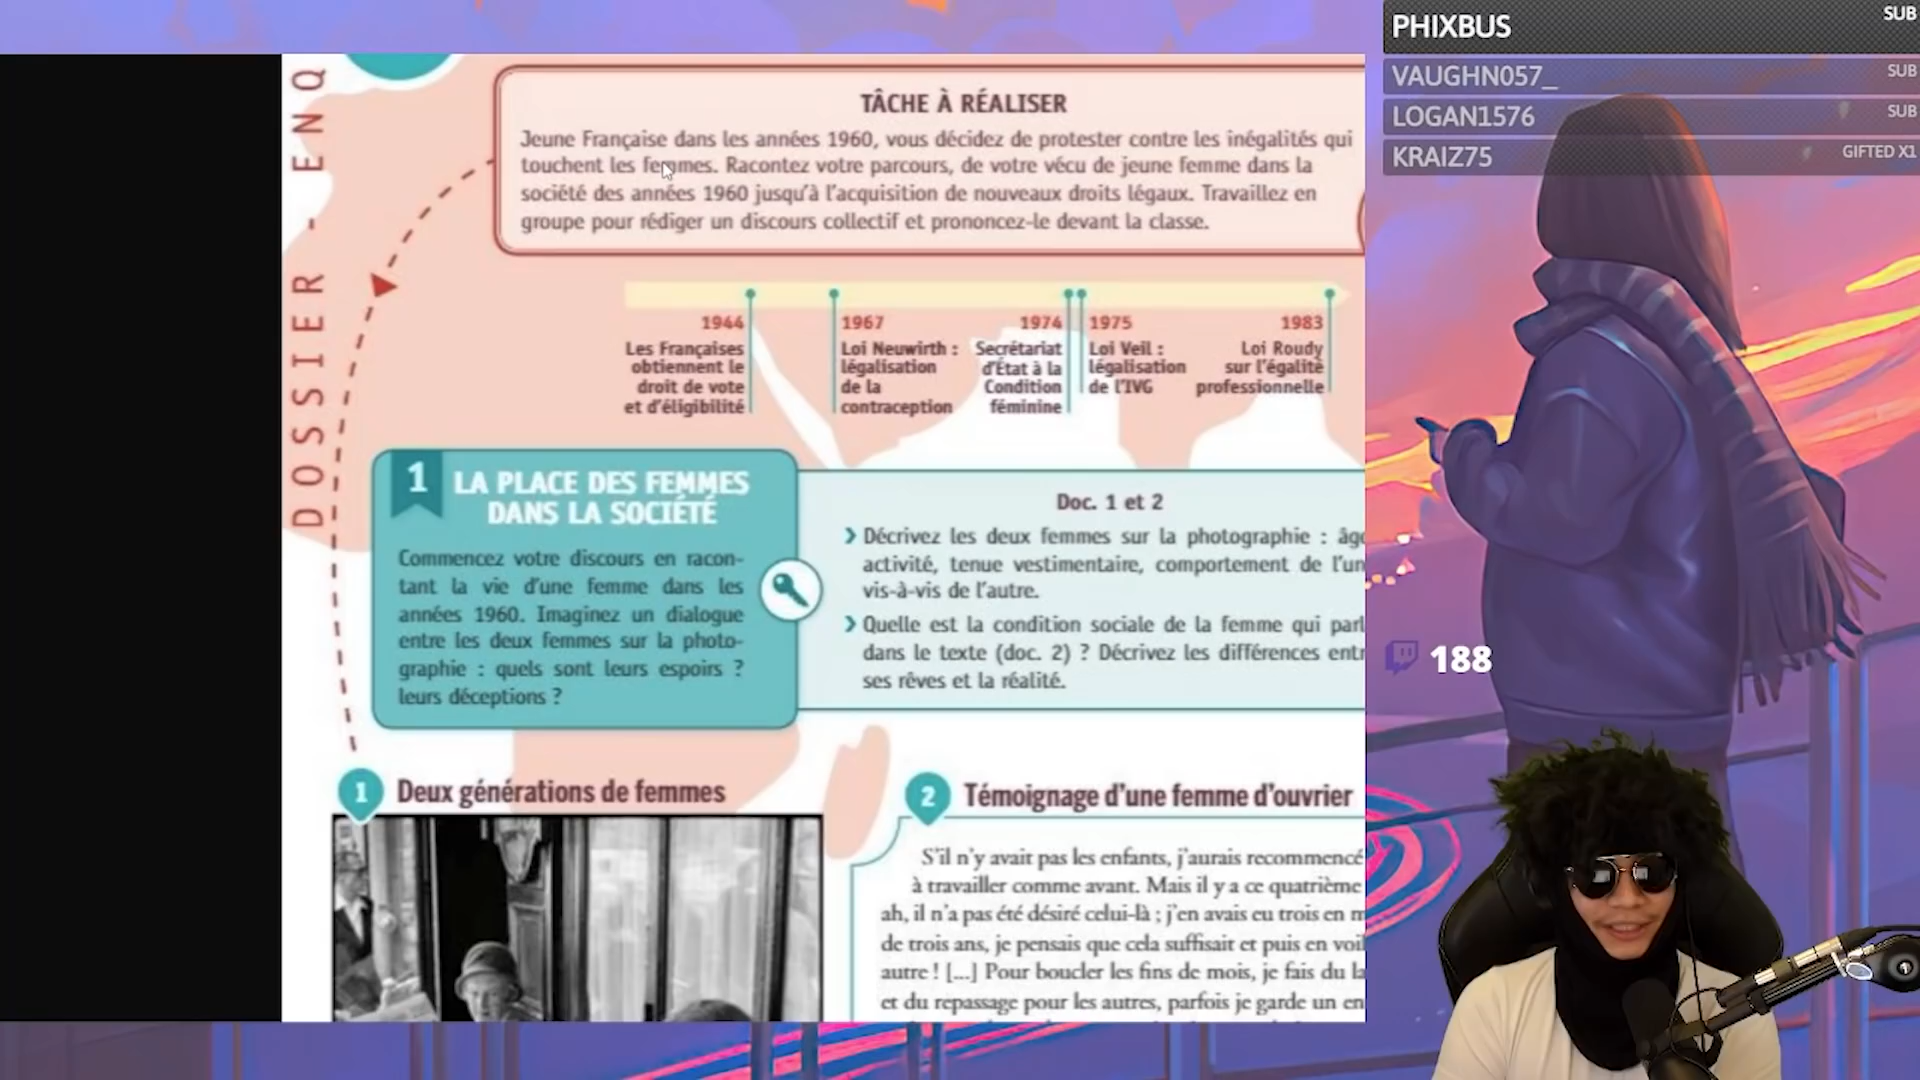 PHIXBUS SUB
VAUGHN057_ SUB
LOGAN1576 SUB
KRAIZ75 GIFTED X1
188
DOSSIER - ENQ
TÂCHE À RÉALISER
Jeune Française dans les années 1960, vous décidez de protester contre les inégalités qui
touchent les femmes. Racontez votre parcours, de votre vécu de jeune femme dans la
société des années 1960 jusqu'à l'acquisition de nouveaux droits légaux. Travaillez en
groupe pour rédiger un discours collectif et prononcez-le devant la classe.
1944
Les Françaises
obtiennent le
droit de vote
et d'éligibilité
1967
Loi Neuwirth :
légalisation
de la
contraception
1974
Secrétariat
d'État à la
Condition
féminine
1975
Loi Veil :
légalisation
de l'IVG
1983
Loi Roudy
sur l'égalité
professionnelle
1 LA PLACE DES FEMMES
DANS LA SOCIÉTÉ
Commencez votre discours en racon-
tant la vie d'une femme dans les
années 1960. Imaginez un dialogue
entre les deux femmes sur la photo-
graphie : quels sont leurs espoirs ?
leurs déceptions ?
Doc. 1 et 2
Décrivez les deux femmes sur la photographie : âg
activité, tenue vestimentaire, comportement de l'un
vis-à-vis de l'autre.
Quelle est la condition sociale de la femme qui parl
dans le texte (doc. 2) ? Décrivez les différences entr
ses rêves et la réalité.
1 Deux générations de femmes
2 Témoignage d'une femme d'ouvrier
S'il n'y avait pas les enfants, j'aurais recommencé
à travailler comme avant. Mais il y a ce quatrième
ah, il n'a pas été désiré celui-là ; j'en avais eu trois en m
de trois ans, je pensais que cela suffisait et puis en voil
autre ! [...] Pour boucler les fins de mois, je fais du la
et du repassage pour les autres, parfois je garde un en